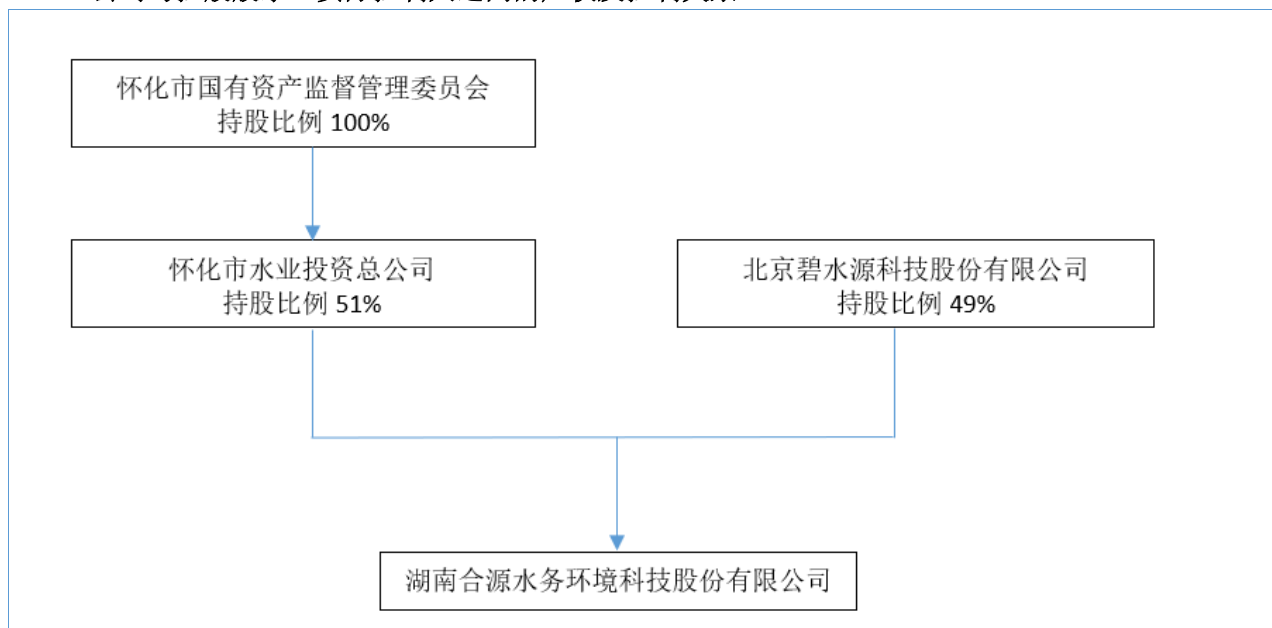 怀化市国有资产监督管理委员会
持股比例 100%
怀化市水业投资总公司
持股比例 51%
北京碧水源科技股份有限公司
持股比例 49%
湖南合源水务环境科技股份有限公司